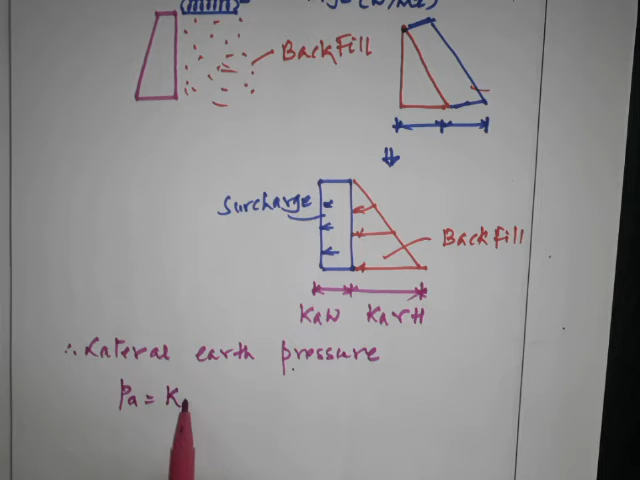 BackFill
Surcharge
BackFill
KaW KaγH
∴ Lateral earth pressure
Pa = K